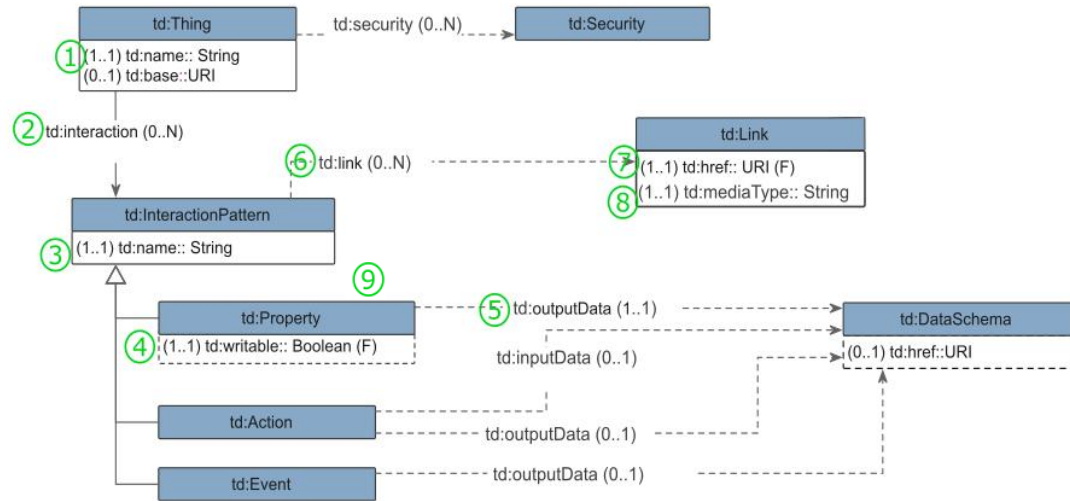 td:Thing
td:security (0..N)
td:Security
1
(1..1) td:name:: String
(0..1) td:base::URI
2
td:interaction (0..N)
6
td:link (0..N)
td:Link
7
(1..1) td:href:: URI (F)
8
(1..1) td:mediaType:: String
td:InteractionPattern
3
(1..1) td:name:: String
9
td:Property
5
td:outputData (1..1)
td:DataSchema
4
(1..1) td:writable:: Boolean (F)
td:inputData (0..1)
(0..1) td:href::URI
td:Action
td:outputData (0..1)
td:Event
td:outputData (0..1)